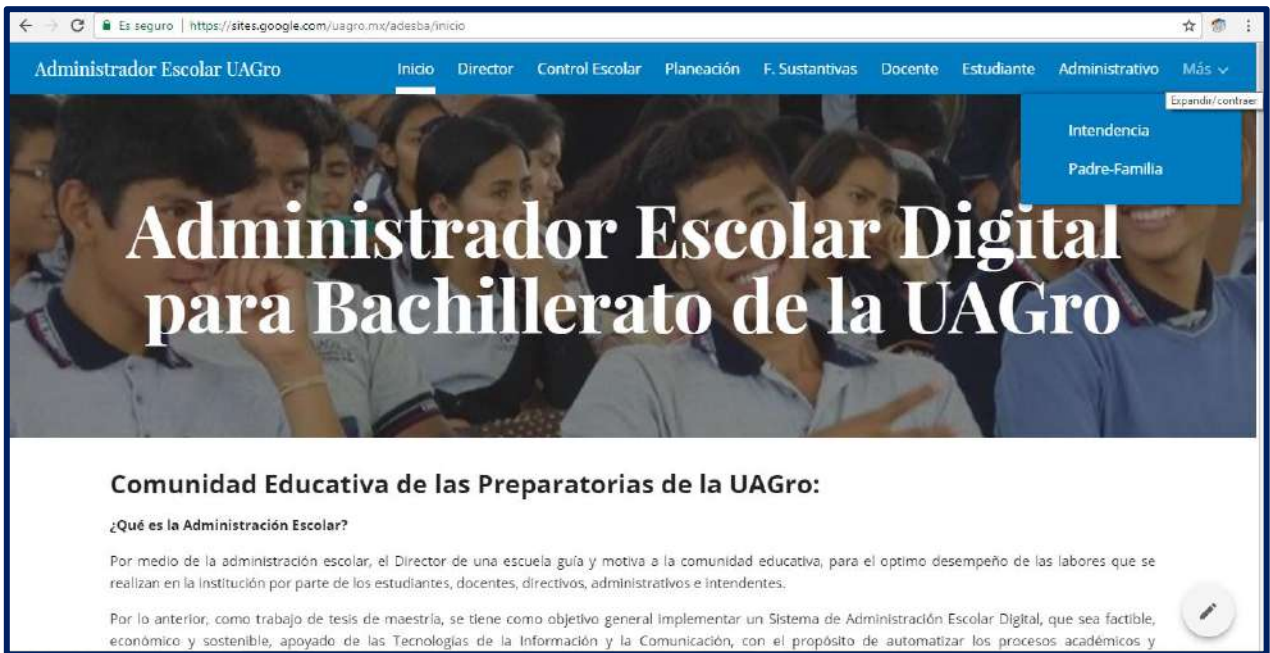 Es seguro | https://sites.google.com/uagro.mx/adesba/inicio
Administrador Escolar UAGro Inicio Director Control Escolar Planeación F. Sustantivas Docente Estudiante Administrativo Más
Expandir/contraer
Intendencia
Padre-Familia
Administrador Escolar Digital
para Bachillerato de la UAGro
Comunidad Educativa de las Preparatorias de la UAGro:
¿Qué es la Administración Escolar?
Por medio de la administración escolar, el Director de una escuela guía y motiva a la comunidad educativa, para el optimo desempeño de las labores que se
realizan en la institución por parte de los estudiantes, docentes, directivos, administrativos e intendentes.
Por lo anterior, como trabajo de tesis de maestría, se tiene como objetivo general implementar un Sistema de Administración Escolar Digital, que sea factible,
económico y sostenible, apoyado de las Tecnologías de la Información y la Comunicación, con el propósito de automatizar los procesos académicos y